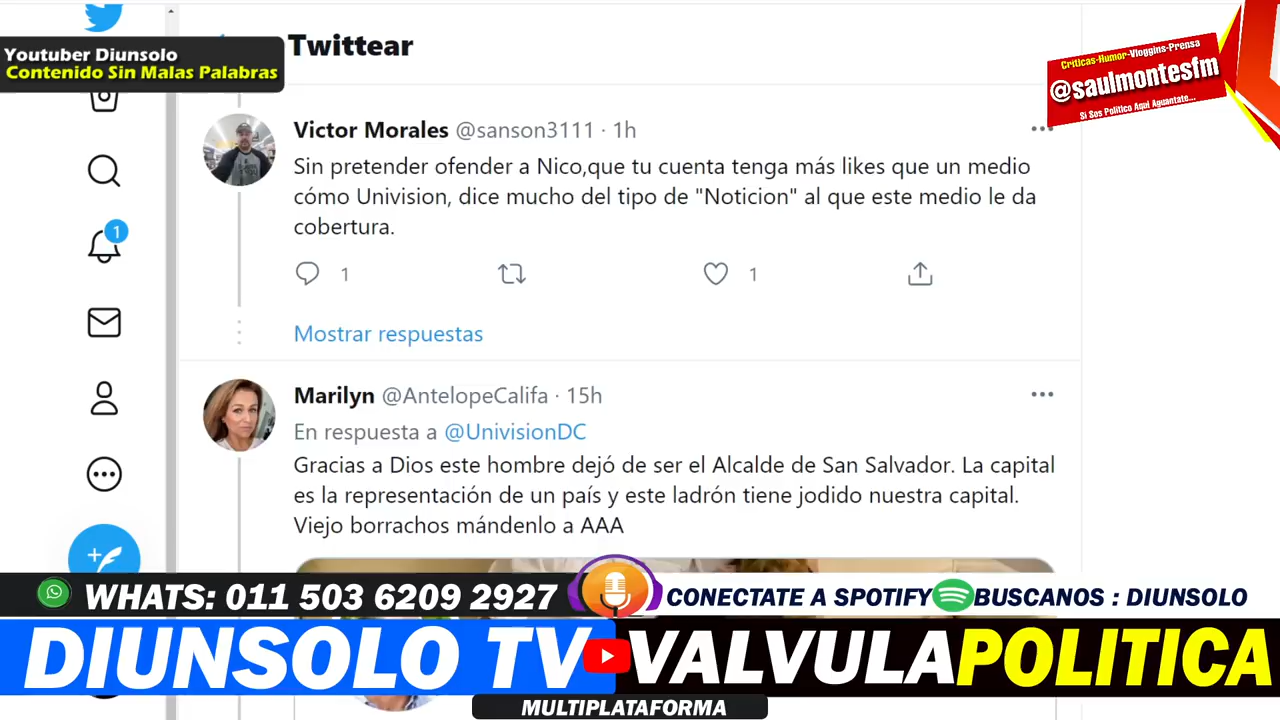 Youtuber Diunsolo
Contenido Sin Malas Palabras
Twittear
Críticas-Humor-Vloggins-Prensa
@saulmontesfm
Si Sos Político Aquí Aguantate...
Victor Morales @sanson3111 · 1h
Sin pretender ofender a Nico,que tu cuenta tenga más likes que un medio
cómo Univision, dice mucho del tipo de "Noticion" al que este medio le da
cobertura.
1
1
1
Mostrar respuestas
Marilyn @AntelopeCalifa · 15h
En respuesta a @UnivisionDC
Gracias a Dios este hombre dejó de ser el Alcalde de San Salvador. La capital
es la representación de un país y este ladrón tiene jodido nuestra capital.
Viejo borrachos mándenlo a AAA
WHATS: 011 503 6209 2927
CONECTATE A SPOTIFY BUSCANOS : DIUNSOLO
DIUNSOLO TV VALVULAPOLITICA
MULTIPLATAFORMA